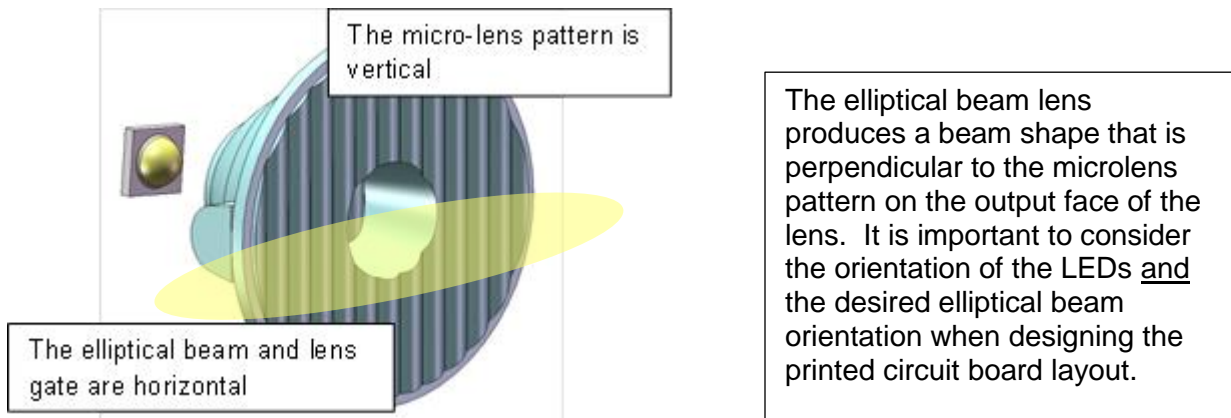 The micro-lens pattern is
vertical
The elliptical beam and lens
gate are horizontal
The elliptical beam lens
produces a beam shape that is
perpendicular to the microlens
pattern on the output face of the
lens.  It is important to consider
the orientation of the LEDs and
the desired elliptical beam
orientation when designing the
printed circuit board layout.